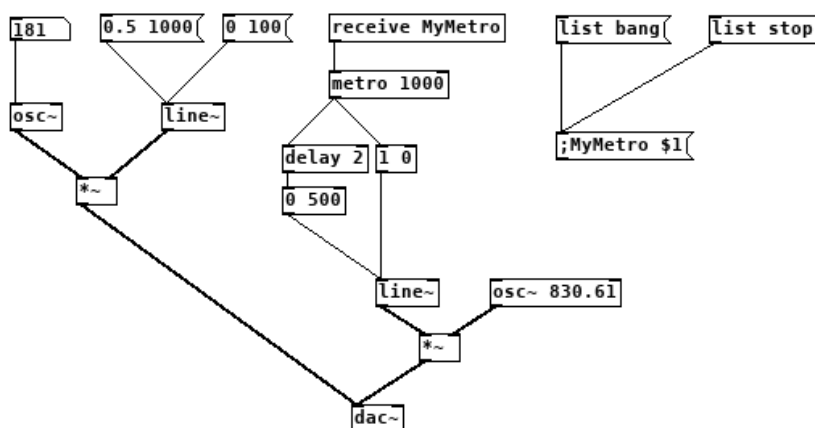 181
0.5 1000
0 100
receive MyMetro
list bang
list stop
metro 1000
osc~
line~
;MyMetro $1
delay 2
1 0
*~
0 500
line~
osc~ 830.61
*~
dac~